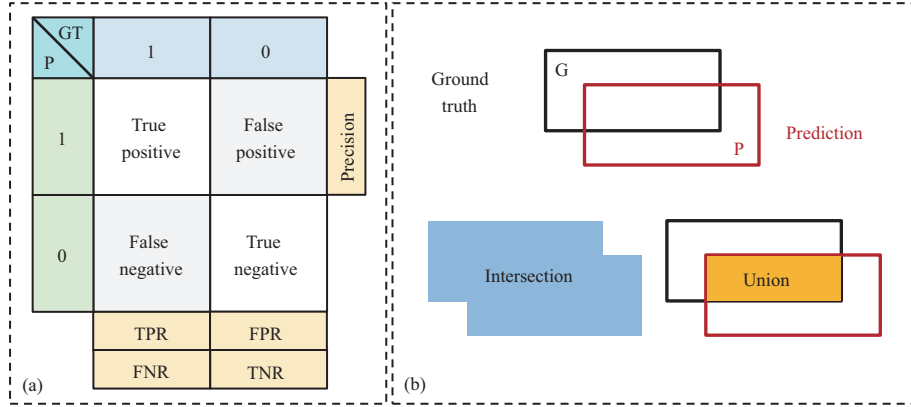 GT
P
1
0
1
True
positive
False
positive
Precision
0
False
negative
True
negative
TPR
FPR
FNR
TNR
(a)
Ground
truth
G
P
Prediction
Intersection
Union
(b)